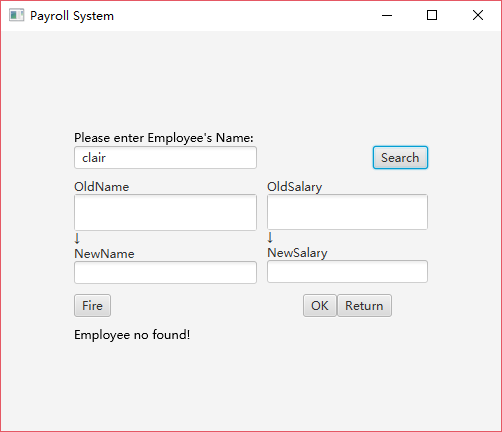 Payroll System
Please enter Employee's Name:
clair Search
OldName OldSalary
↓ ↓
NewName NewSalary
Fire OK Return
Employee no found!